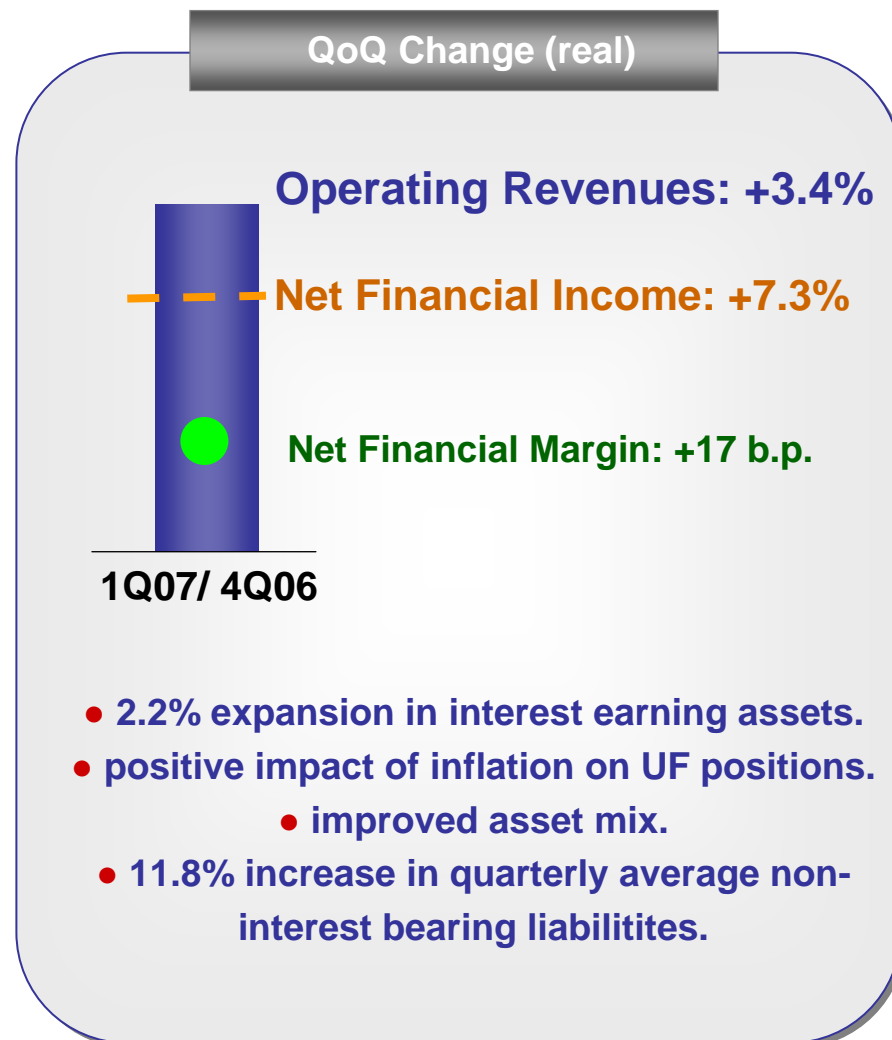 QoQ Change (real)
Operating Revenues: +3.4%
Net Financial Income: +7.3%
Net Financial Margin: +17 b.p.
1Q07/ 4Q06
● 2.2% expansion in interest earning assets.
● positive impact of inflation on UF positions.
● improved asset mix.
● 11.8% increase in quarterly average non-
interest bearing liabilitites.